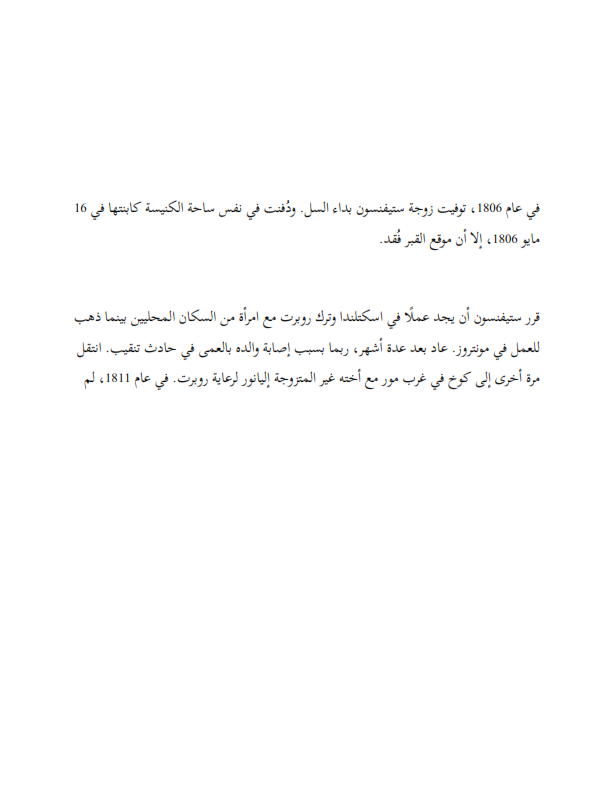 في عام 1806، توفيت زوجة ستيفنسون بداء السل. ودُفنت في نفس ساحة الكنيسة كابنتها في 16
مايو 1806، إلا أن موقع القبر فُقد.
قرر ستيفنسون أن يجد عملًا في اسكتلندا وترك روبرت مع امرأة من السكان المحليين بينما ذهب
للعمل في مونتروز. عاد بعد عدة أشهر، ربما بسبب إصابة والده بالعمى في حادث تنقيب. انتقل
مرة أخرى إلى كوخ في غرب مور مع أخته غير المتزوجة إليانور لرعاية روبرت. في عام 1811، لم